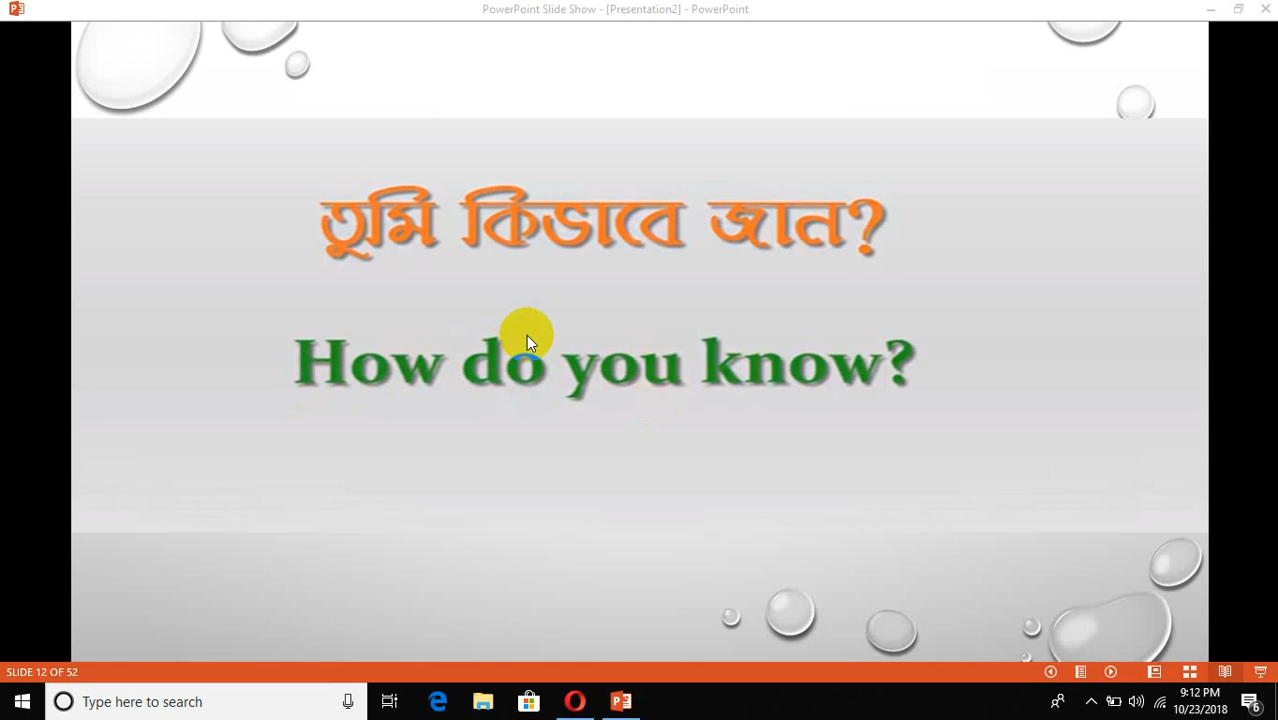 PowerPoint Slide Show - [Presentation2] - PowerPoint
তুমি কিভাবে জান?
How do you know?
SLIDE 12 OF 52
Type here to search
9:12 PM
10/23/2018
6